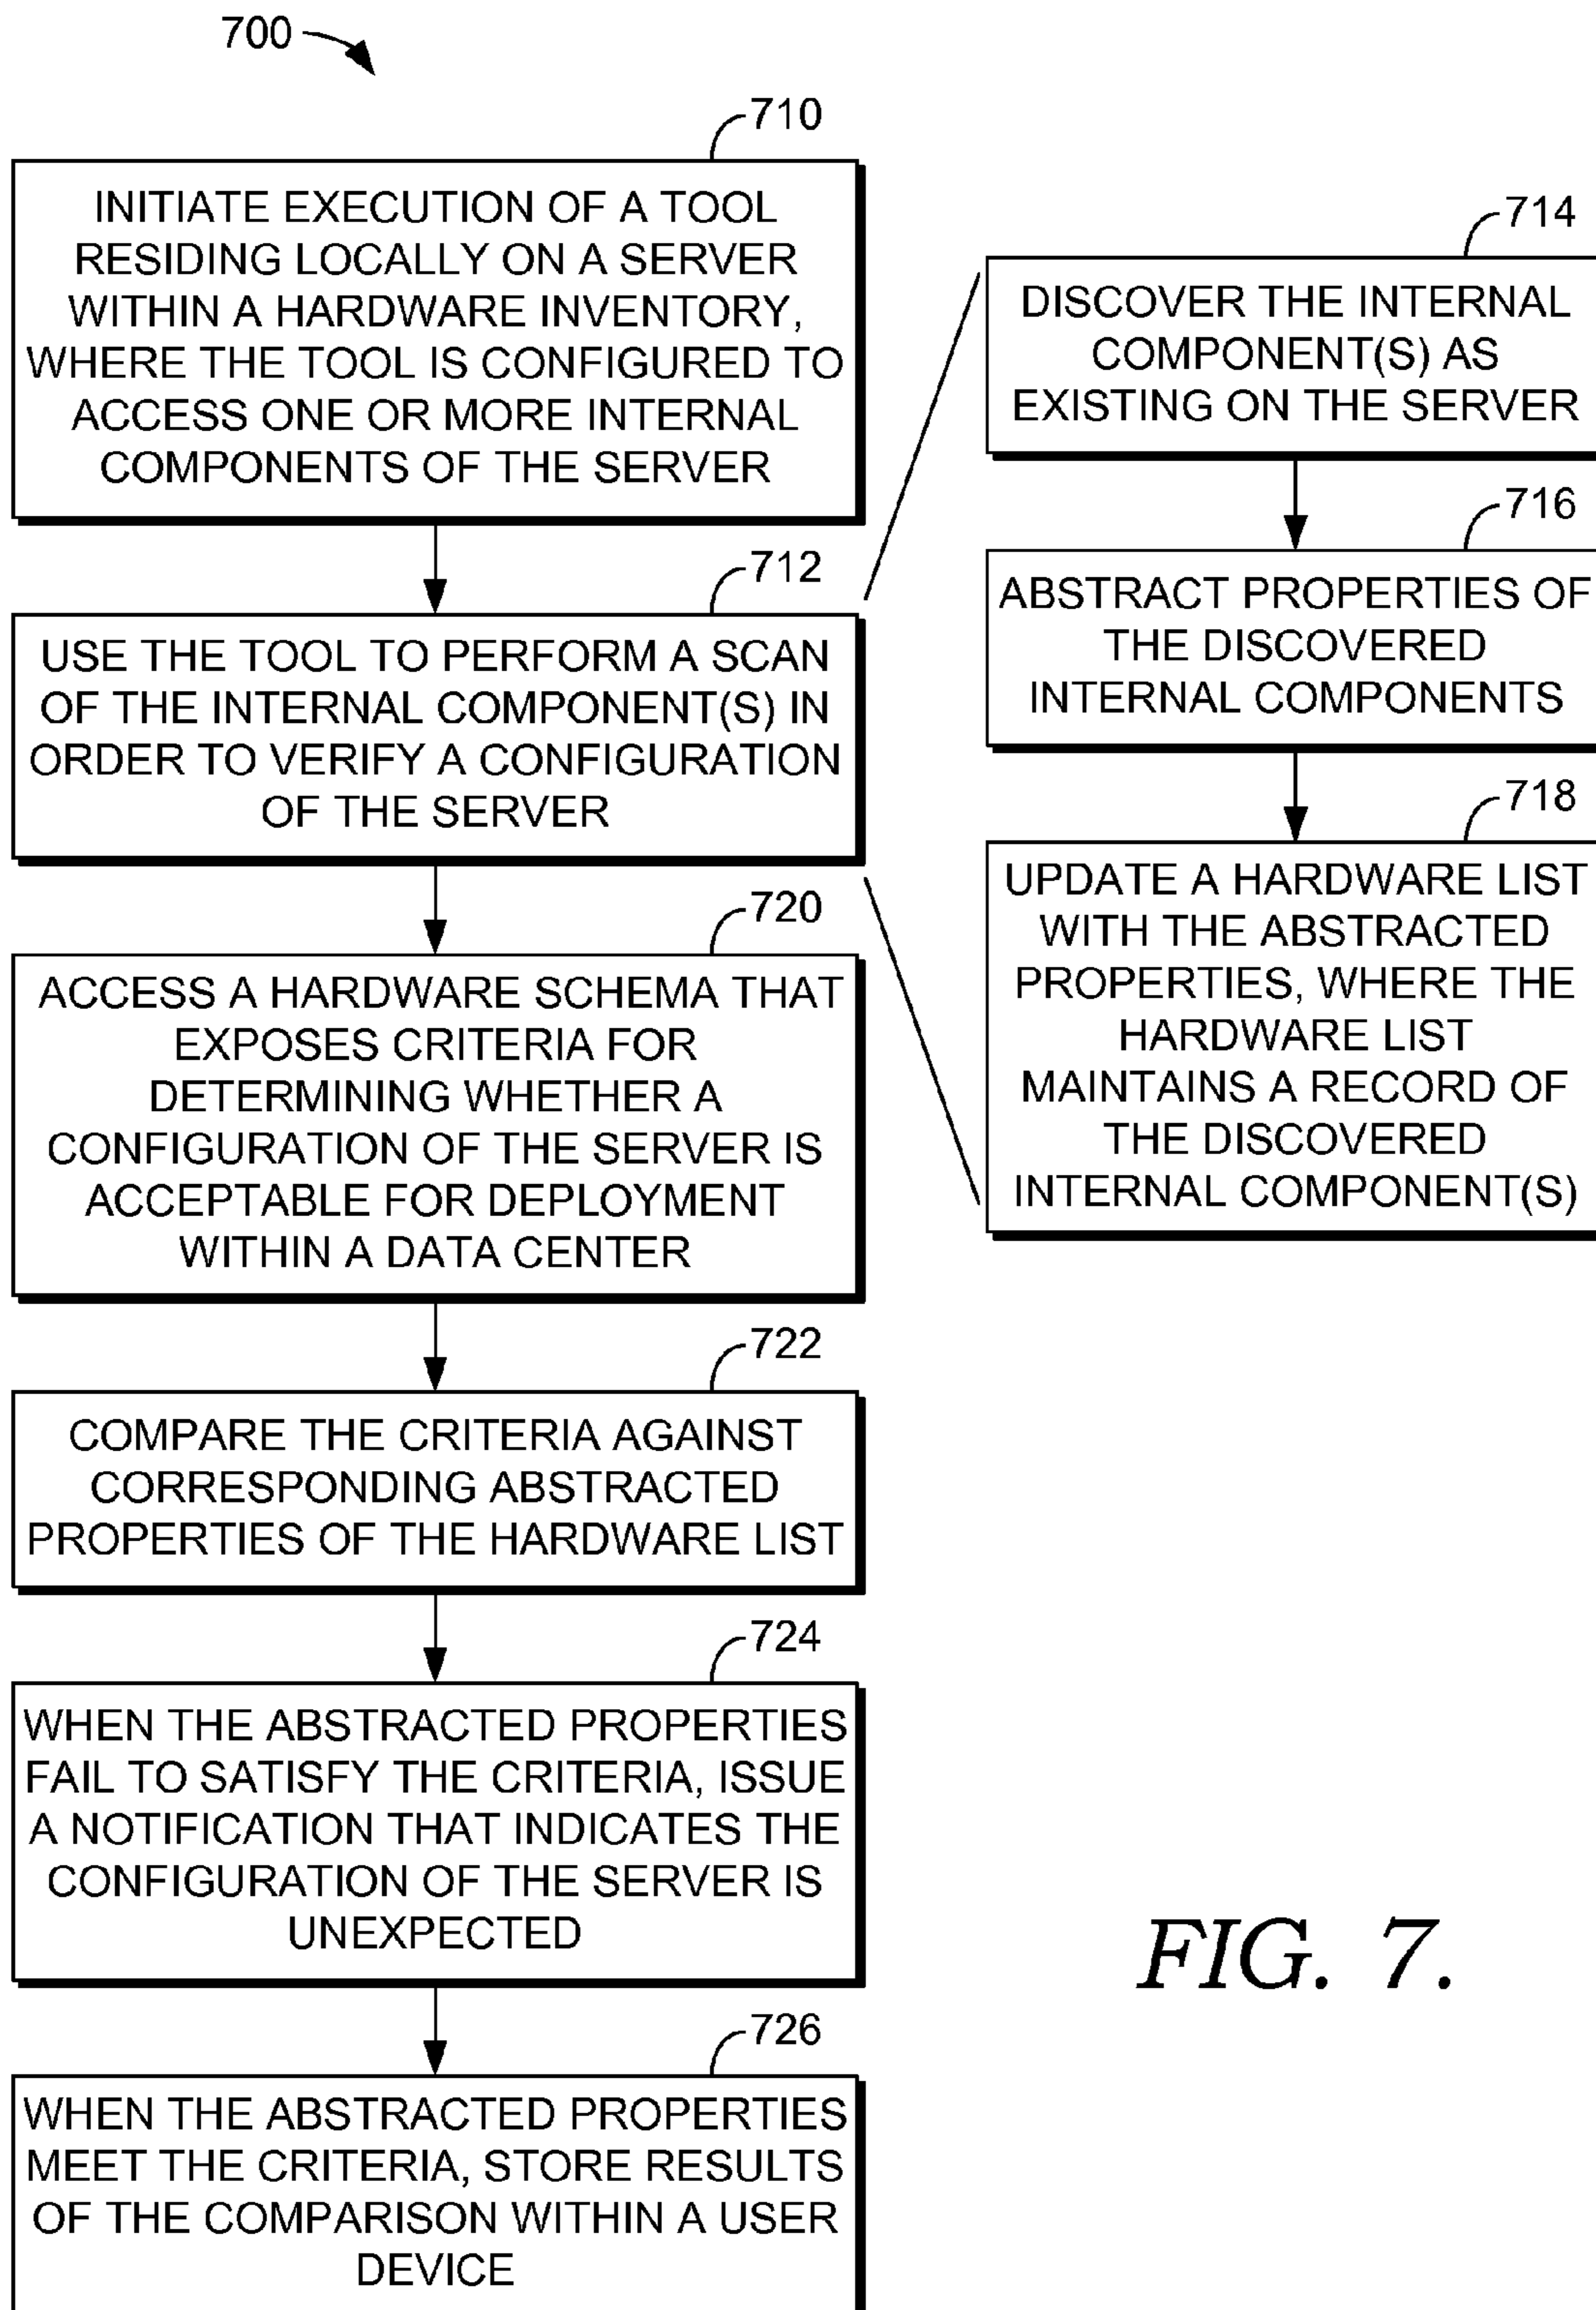 700
710
INITIATE EXECUTION OF A TOOL
RESIDING LOCALLY ON A SERVER
WITHIN A HARDWARE INVENTORY,
WHERE THE TOOL IS CONFIGURED TO
ACCESS ONE OR MORE INTERNAL
COMPONENTS OF THE SERVER
712
USE THE TOOL TO PERFORM A SCAN
OF THE INTERNAL COMPONENT(S) IN
ORDER TO VERIFY A CONFIGURATION
OF THE SERVER
714
DISCOVER THE INTERNAL
COMPONENT(S) AS
EXISTING ON THE SERVER
716
ABSTRACT PROPERTIES OF
THE DISCOVERED
INTERNAL COMPONENTS
718
UPDATE A HARDWARE LIST
WITH THE ABSTRACTED
PROPERTIES, WHERE THE
HARDWARE LIST
MAINTAINS A RECORD OF
THE DISCOVERED
INTERNAL COMPONENT(S)
720
ACCESS A HARDWARE SCHEMA THAT
EXPOSES CRITERIA FOR
DETERMINING WHETHER A
CONFIGURATION OF THE SERVER IS
ACCEPTABLE FOR DEPLOYMENT
WITHIN A DATA CENTER
722
COMPARE THE CRITERIA AGAINST
CORRESPONDING ABSTRACTED
PROPERTIES OF THE HARDWARE LIST
724
WHEN THE ABSTRACTED PROPERTIES
FAIL TO SATISFY THE CRITERIA, ISSUE
A NOTIFICATION THAT INDICATES THE
CONFIGURATION OF THE SERVER IS
UNEXPECTED
726
WHEN THE ABSTRACTED PROPERTIES
MEET THE CRITERIA, STORE RESULTS
OF THE COMPARISON WITHIN A USER
DEVICE
FIG. 7.